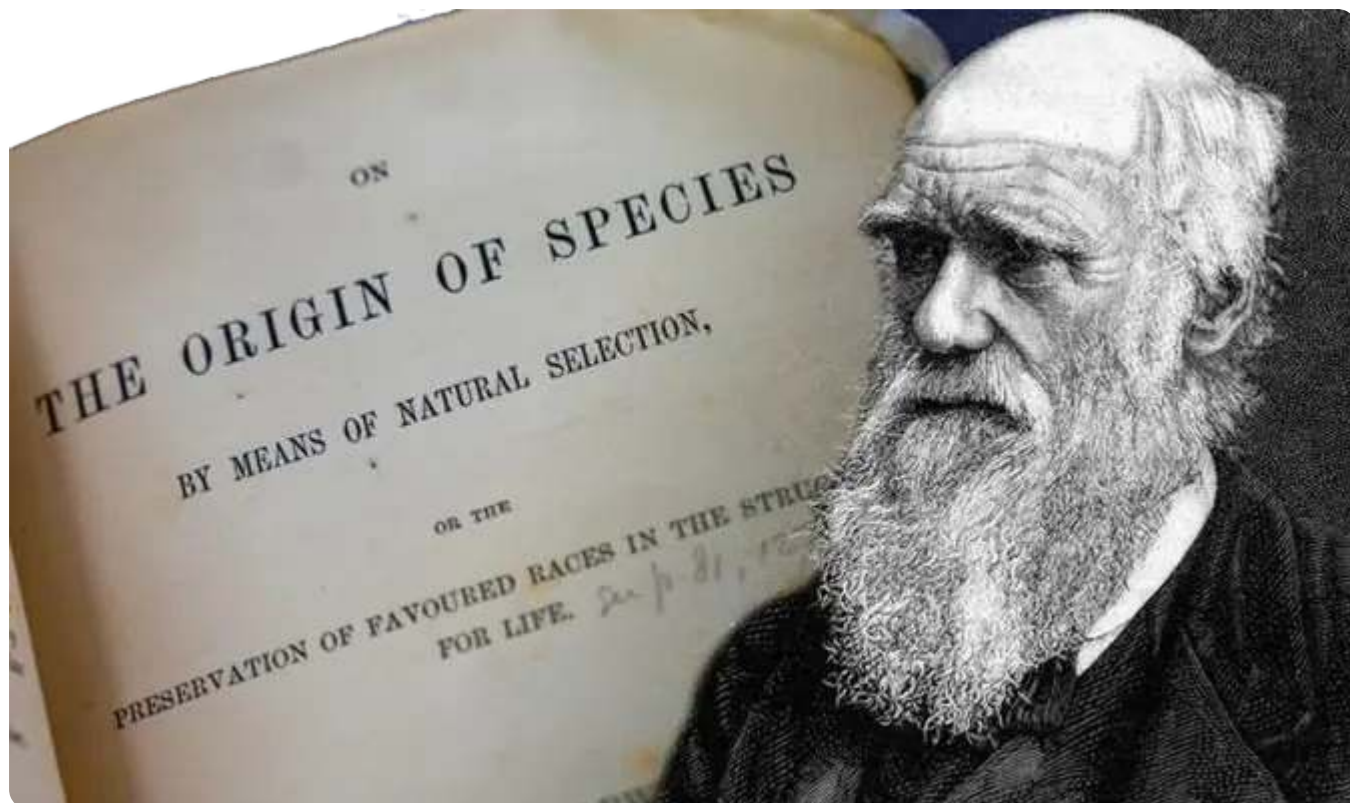 ON
THE ORIGIN OF SPECIES
BY MEANS OF NATURAL SELECTION,
OR THE
PRESERVATION OF FAVOURED RACES IN THE
FOR LIFE.